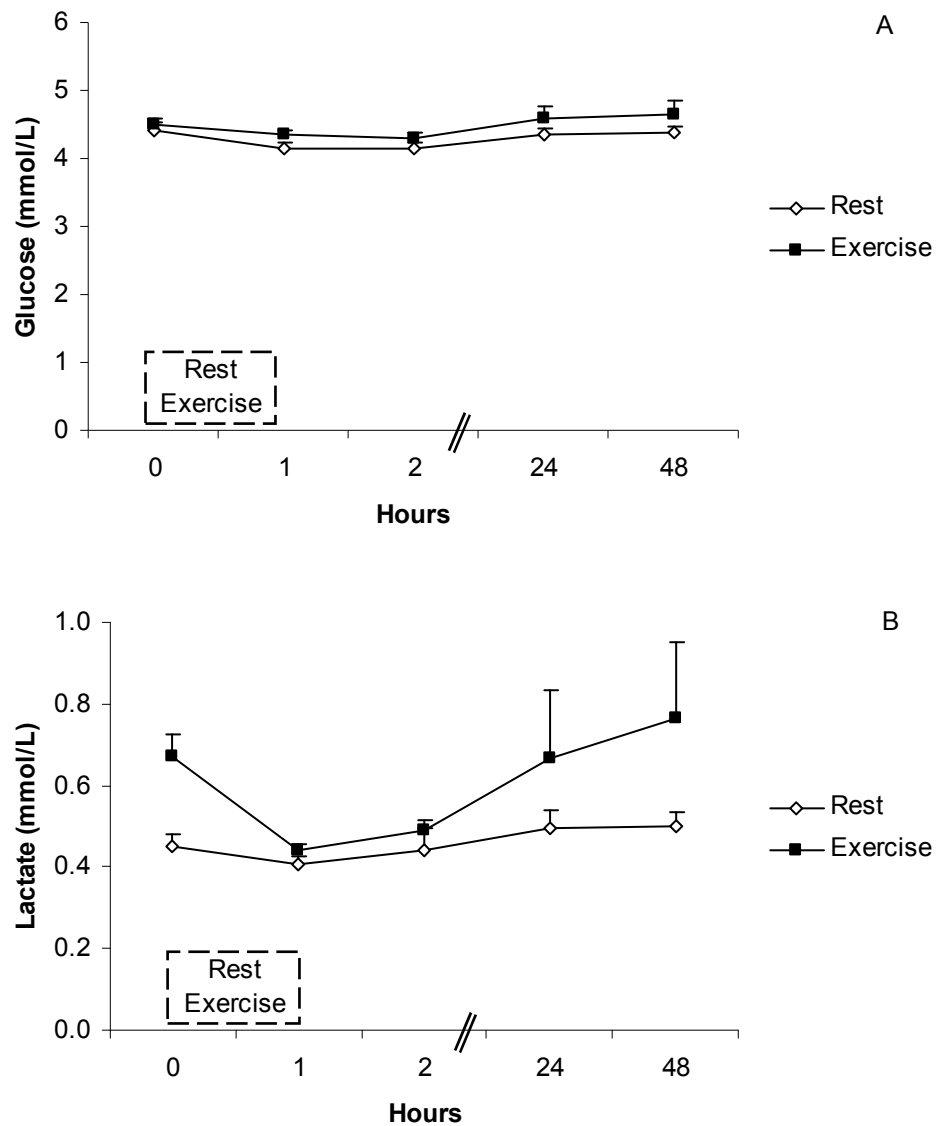 A
6
5
4
3
2
1
0
Glucose (mmol/L)
Rest
Exercise
Rest
Exercise
0 1 2 24 48
Hours
B
1.0
0.8
0.6
0.4
0.2
0.0
Lactate (mmol/L)
Rest
Exercise
Rest
Exercise
0 1 2 24 48
Hours